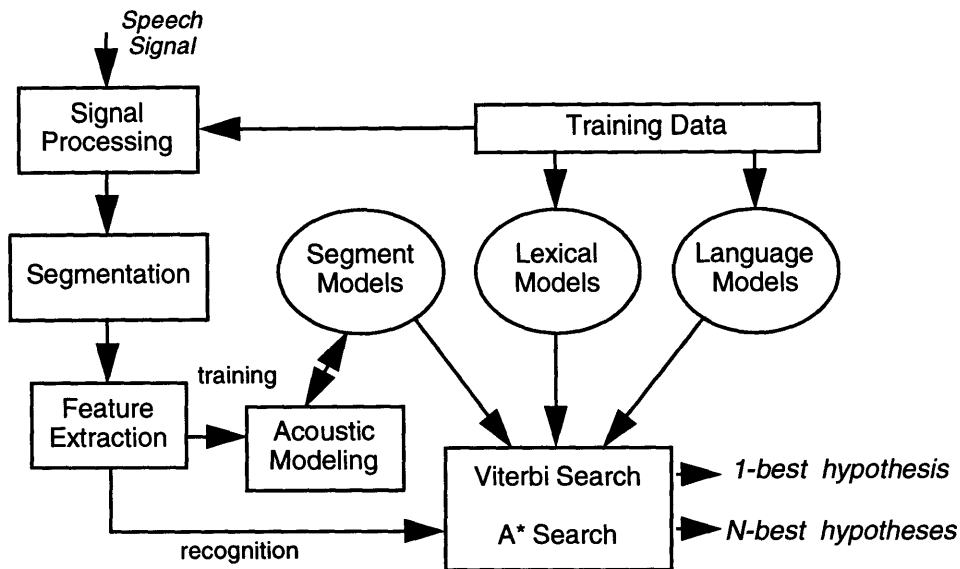 Speech
Signal
Signal
Processing
Training Data
Segmentation
Segment
Models
Lexical
Models
Language
Models
training
Feature
Extraction
Acoustic
Modeling
Viterbi Search
1-best hypothesis
A* Search
N-best hypotheses
recognition